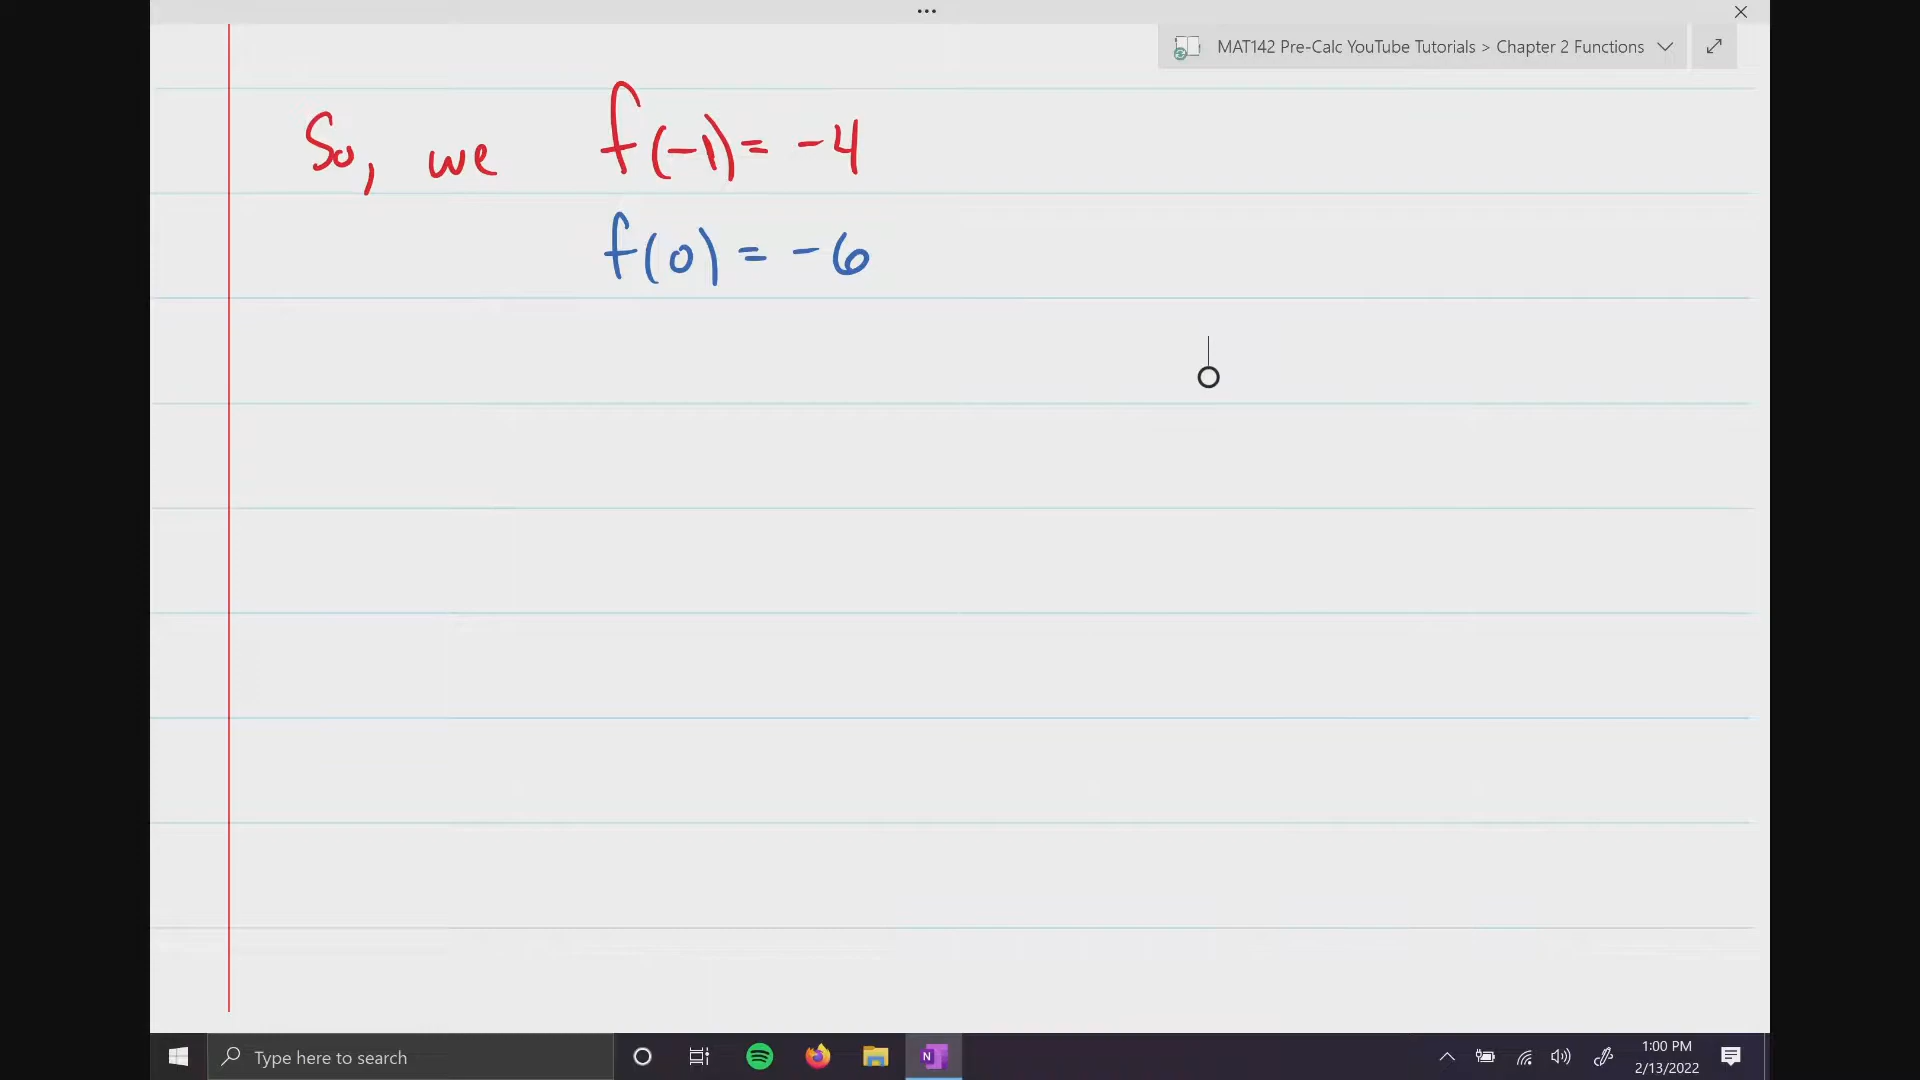 ...
MAT142 Pre-Calc YouTube Tutorials > Chapter 2 Functions
So, we f(-1) = -4
f(0) = -6
Type here to search
N
1:00 PM
2/13/2022